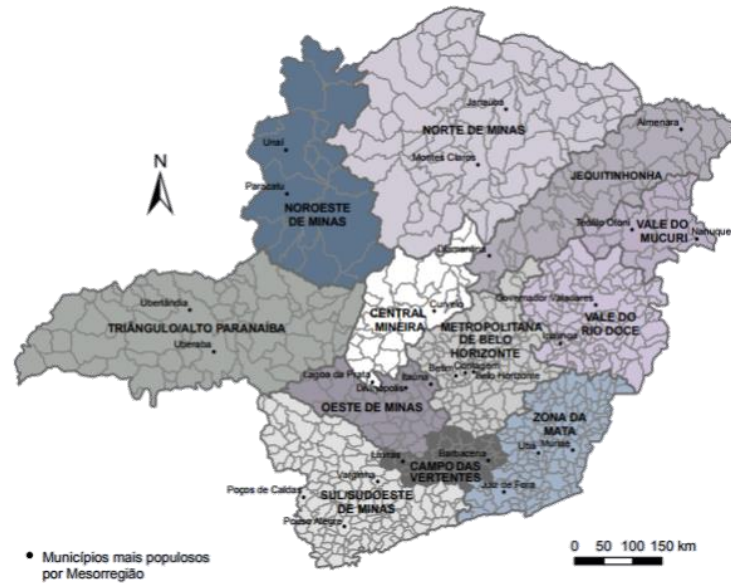 Janaúba
NORTE DE MINAS
Montes Claros
Almenara
Unaí
N
Paracatu
NOROESTE
DE MINAS
JEQUITINHONHA
Teófilo Otoni
VALE DO
MUCURI
Nanuque
Diamantina
Uberlândia
TRIÂNGULO/ALTO PARANAÍBA
Uberaba
CENTRAL
MINEIRA
Curvelo
Governador Valadares
METROPOLITANA
DE BELO
HORIZONTE
VALE DO
RIO DOCE
Ipatinga
Lagoa da Prata
Itaúna
Divinópolis
Betim
Contagem
Belo Horizonte
OESTE DE MINAS
ZONA DA
MATA
Ubá
Muriaé
Lavras
Barbacena
CAMPO DAS
VERTENTES
Varginha
Juiz de Fora
Poços de Caldas
SUL/SUDOESTE
DE MINAS
Pouso Alegre
Municípios mais populosos
por Mesorregião
0 50 100 150 km